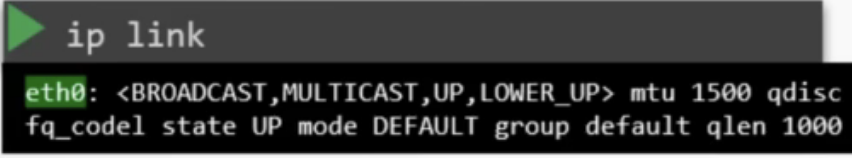 ip link
eth0: <BROADCAST,MULTICAST,UP,LOWER_UP> mtu 1500 qdisc
fq_codel state UP mode DEFAULT group default qlen 1000